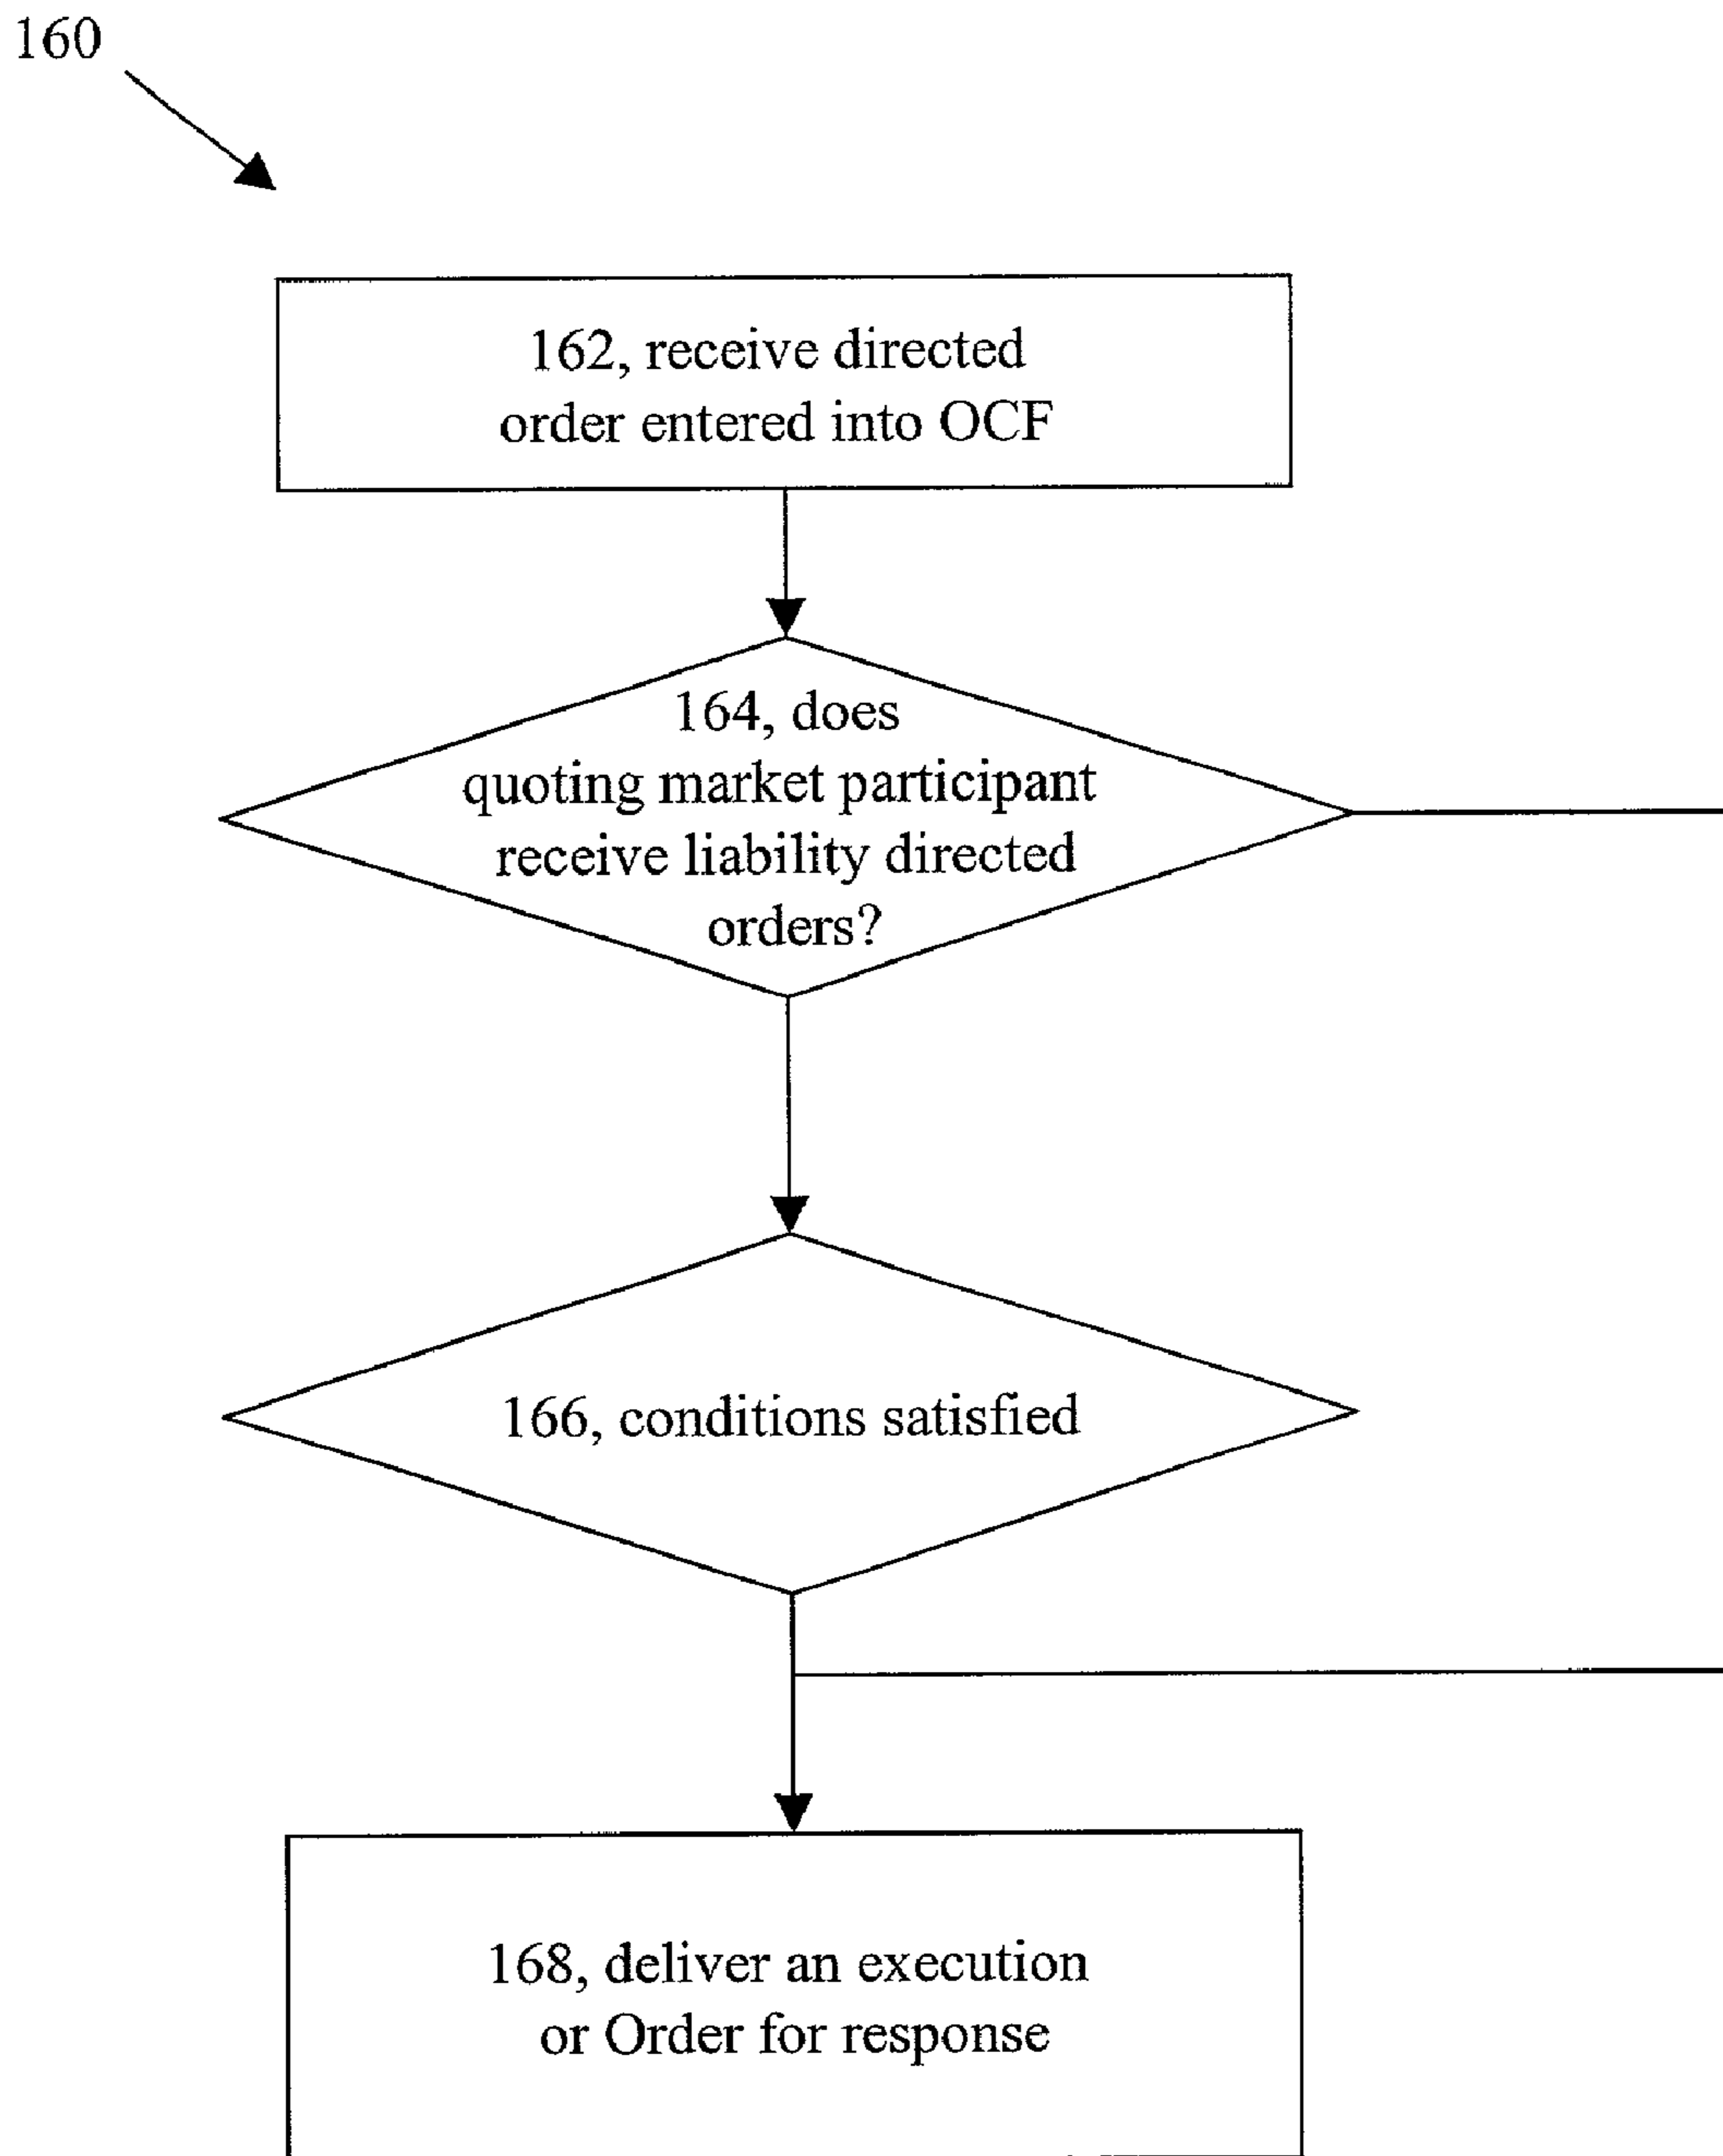 160
162, receive directed
order entered into OCF
164, does
quoting market participant
receive liability directed
orders?
166, conditions satisfied
168, deliver an execution
or Order for response